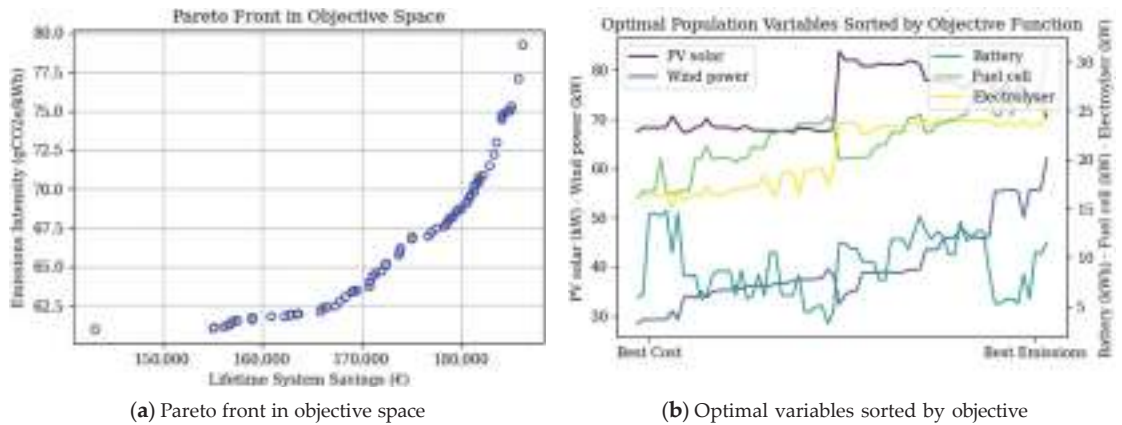 Pareto Front in Objective Space
80.0
77.5
75.0
72.5
70.0
67.5
65.0
62.5
Emissions Intensity (gCO2e/kWh)
150,000 160,000 170,000 180,000
Lifetime System Savings (€)
(a) Pareto front in objective space
Optimal Population Variables Sorted by Objective Function
PV solar
Wind power
Battery
Fuel cell
Electrolyser
80
70
60
50
40
30
PV solar (kW) · Wind power (kW)
30
25
20
15
10
5
Battery (kWh) · Fuel cell (kW) · Electrolyser (kW)
Best Cost Best Emissions
(b) Optimal variables sorted by objective